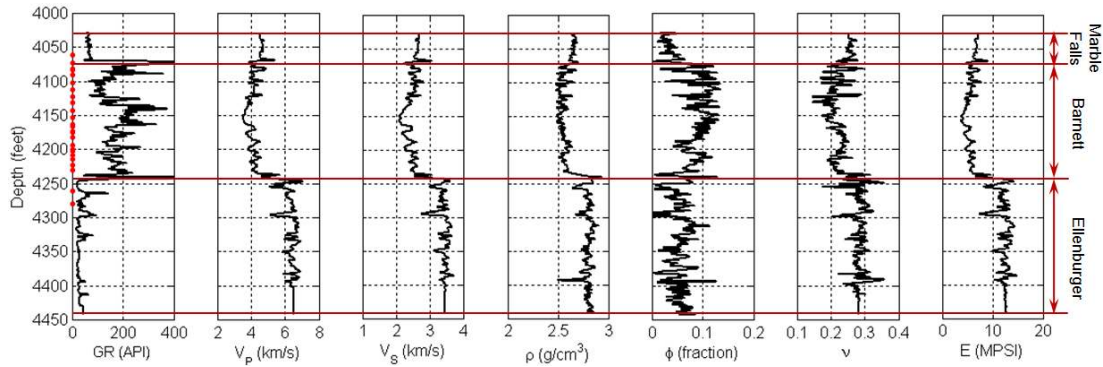 4000
4050
4100
4150
4200
4250
4300
4350
4400
4450
Depth (feet)
0 200 400
GR (API)
2 4 6 8
V_P (km/s)
1 2 3 4
V_S (km/s)
2 2.5 3
ρ (g/cm³)
0 0.1 0.2
ϕ (fraction)
0.1 0.2 0.3 0.4
ν
0 10 20
E (MPSI)
Marble
Falls
Barnett
Ellenburger